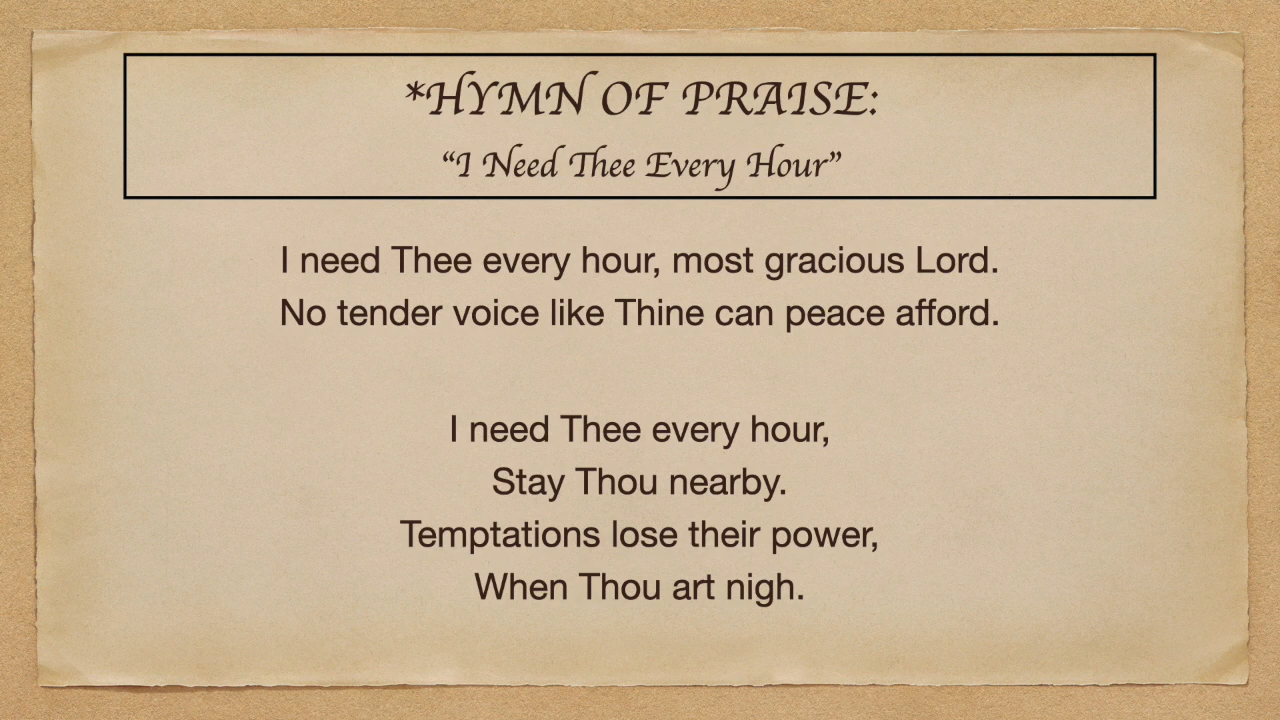 *HYMN OF PRAISE:
“I Need Thee Every Hour”
I need Thee every hour, most gracious Lord.
No tender voice like Thine can peace afford.
I need Thee every hour,
Stay Thou nearby.
Temptations lose their power,
When Thou art nigh.